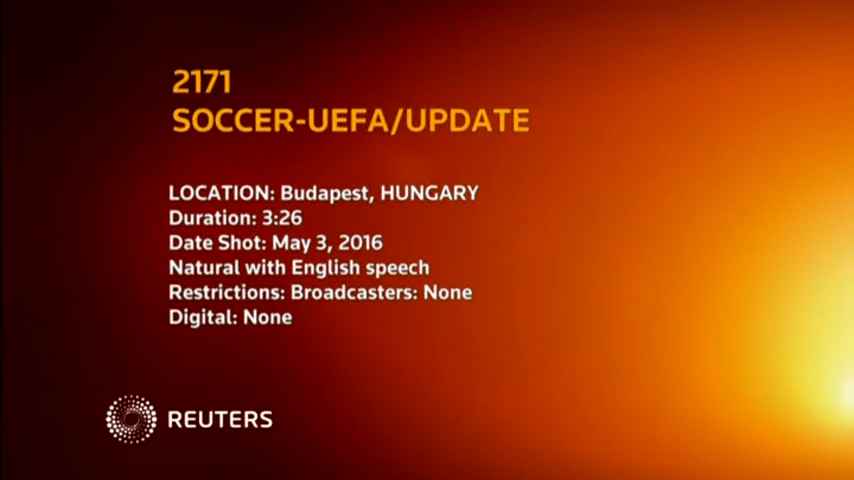 2171
SOCCER-UEFA/UPDATE
LOCATION: Budapest, HUNGARY
Duration: 3:26
Date Shot: May 3, 2016
Natural with English speech
Restrictions: Broadcasters: None
Digital: None
REUTERS